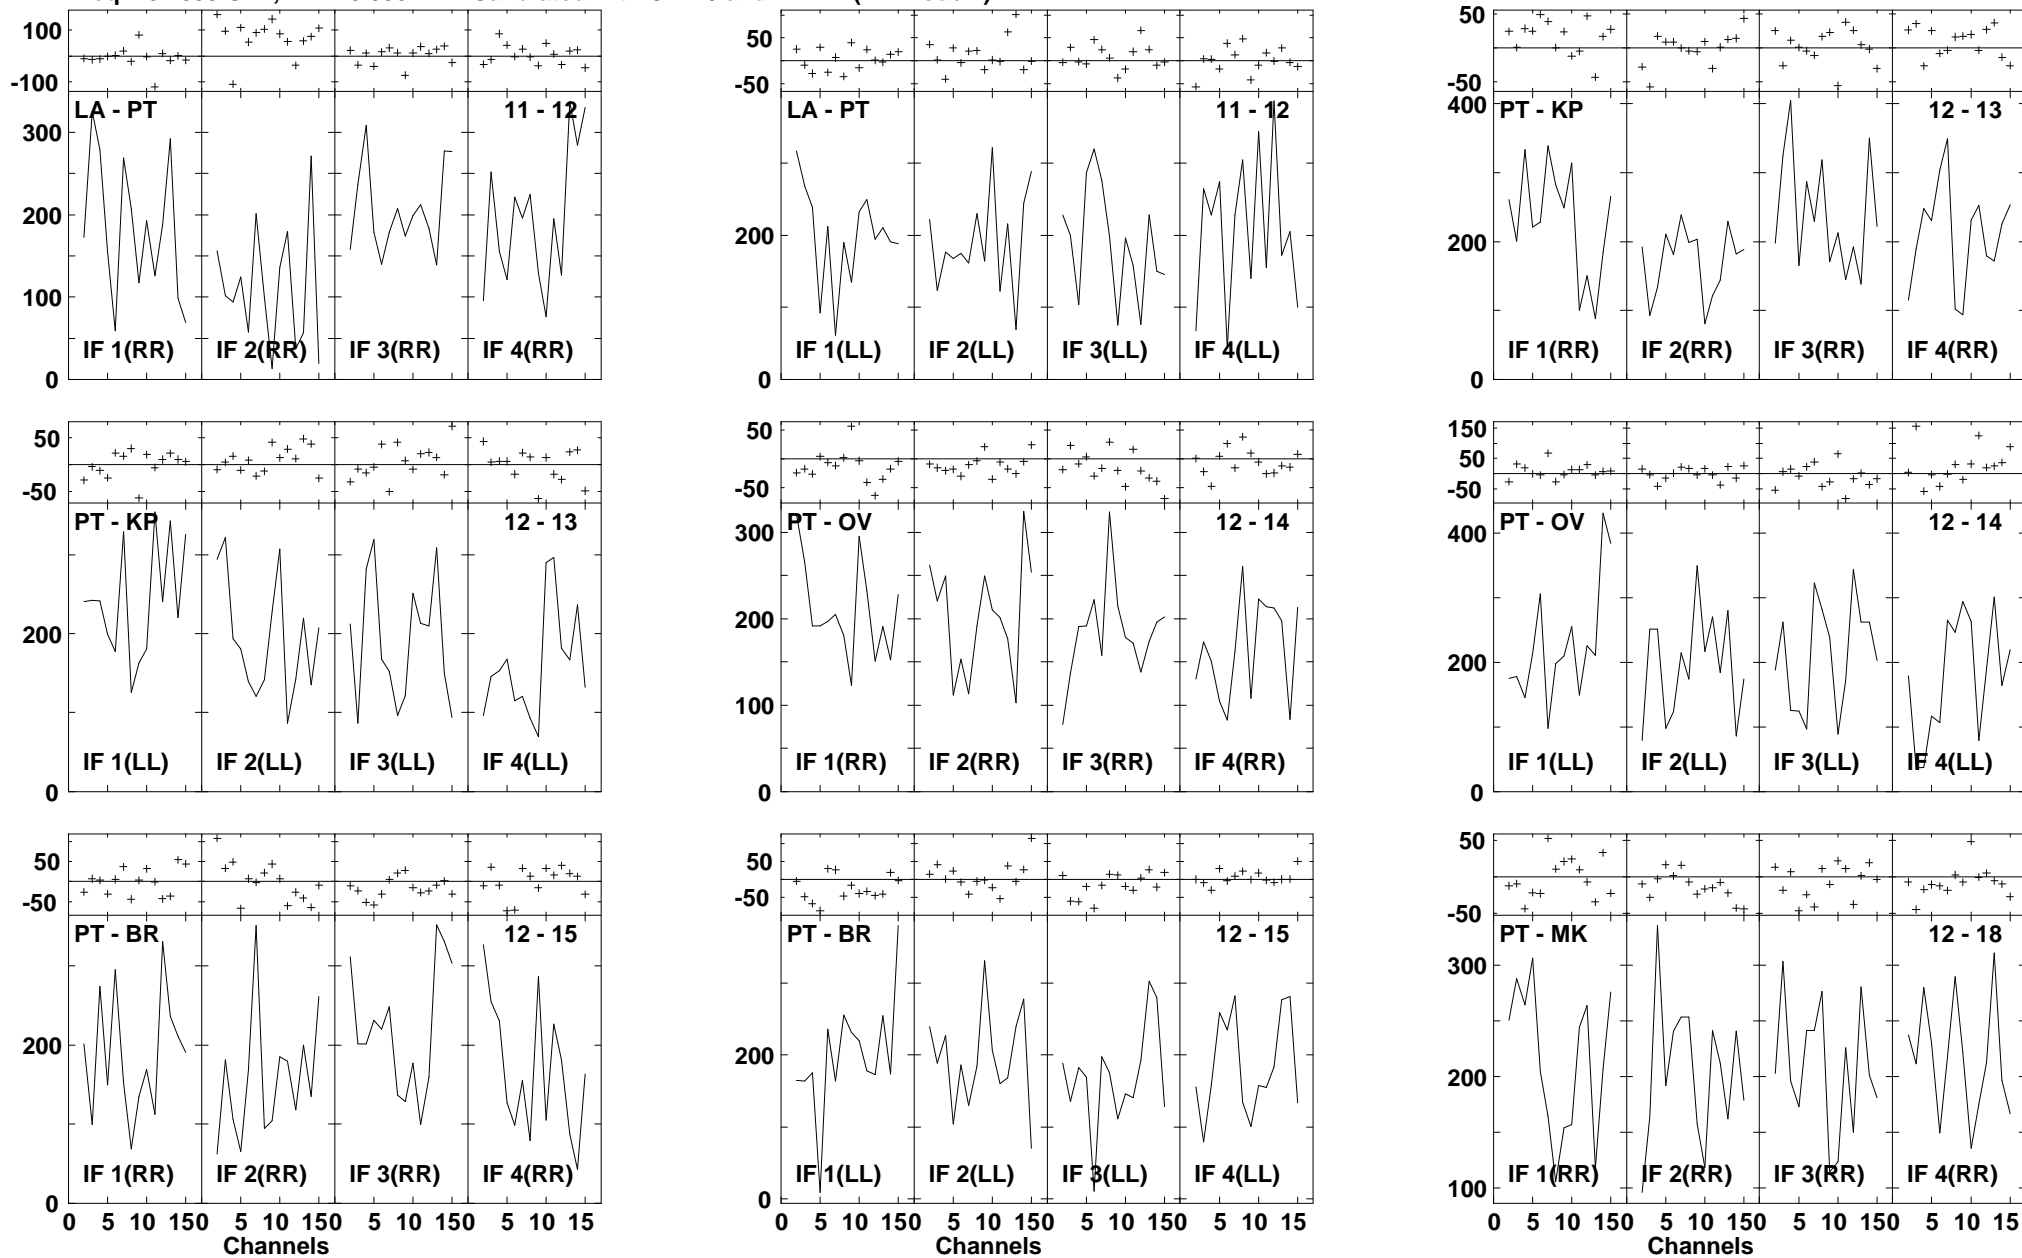 100
-100
LA - PT 11 - 12
300
200
100
0
IF 1(RR) IF 2(RR) IF 3(RR) IF 4(RR)
50
-50
LA - PT 11 - 12
200
0
IF 1(LL) IF 2(LL) IF 3(LL) IF 4(LL)
50
-50
400
PT - KP 12 - 13
200
0
IF 1(RR) IF 2(RR) IF 3(RR) IF 4(RR)
50
-50
PT - KP 12 - 13
200
0
IF 1(LL) IF 2(LL) IF 3(LL) IF 4(LL)
50
-50
PT - OV 12 - 14
300
200
100
0
IF 1(RR) IF 2(RR) IF 3(RR) IF 4(RR)
150
50
-50
PT - OV 12 - 14
400
200
0
IF 1(LL) IF 2(LL) IF 3(LL) IF 4(LL)
50
-50
PT - BR 12 - 15
200
0
IF 1(RR) IF 2(RR) IF 3(RR) IF 4(RR)
0 5 10 150 5 10 150 5 10 150 5 10 15
Channels
50
-50
PT - BR 12 - 15
200
0
IF 1(LL) IF 2(LL) IF 3(LL) IF 4(LL)
0 5 10 150 5 10 150 5 10 150 5 10 15
Channels
50
-50
PT - MK 12 - 18
300
200
100
IF 1(RR) IF 2(RR) IF 3(RR) IF 4(RR)
0 5 10 150 5 10 150 5 10 150 5 10 15
Channels